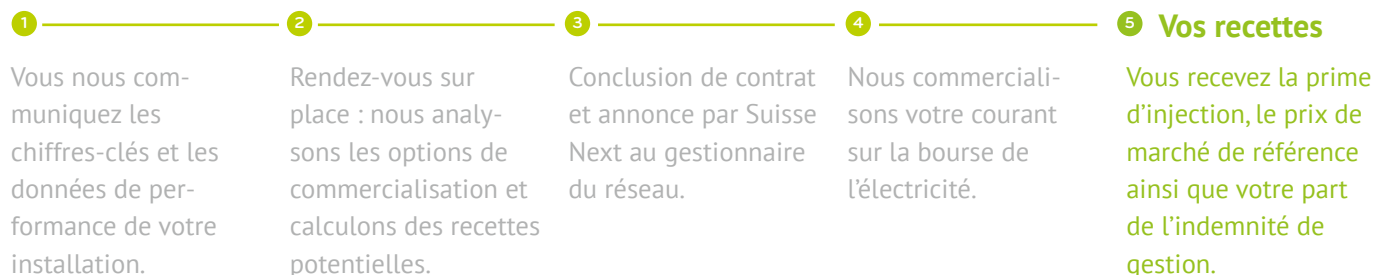 1
Vous nous com-
muniquez les
chiffres-clés et les
données de per-
formance de votre
installation.
2
Rendez-vous sur
place : nous analy-
sons les options de
commercialisation et
calculons des recettes
potentielles.
3
Conclusion de contrat
et annonce par Suisse
Next au gestionnaire
du réseau.
4
Nous commerciali-
sons votre courant
sur la bourse de
l’électricité.
5 Vos recettes
Vous recevez la prime
d’injection, le prix de
marché de référence
ainsi que votre part
de l’indemnité de
gestion.